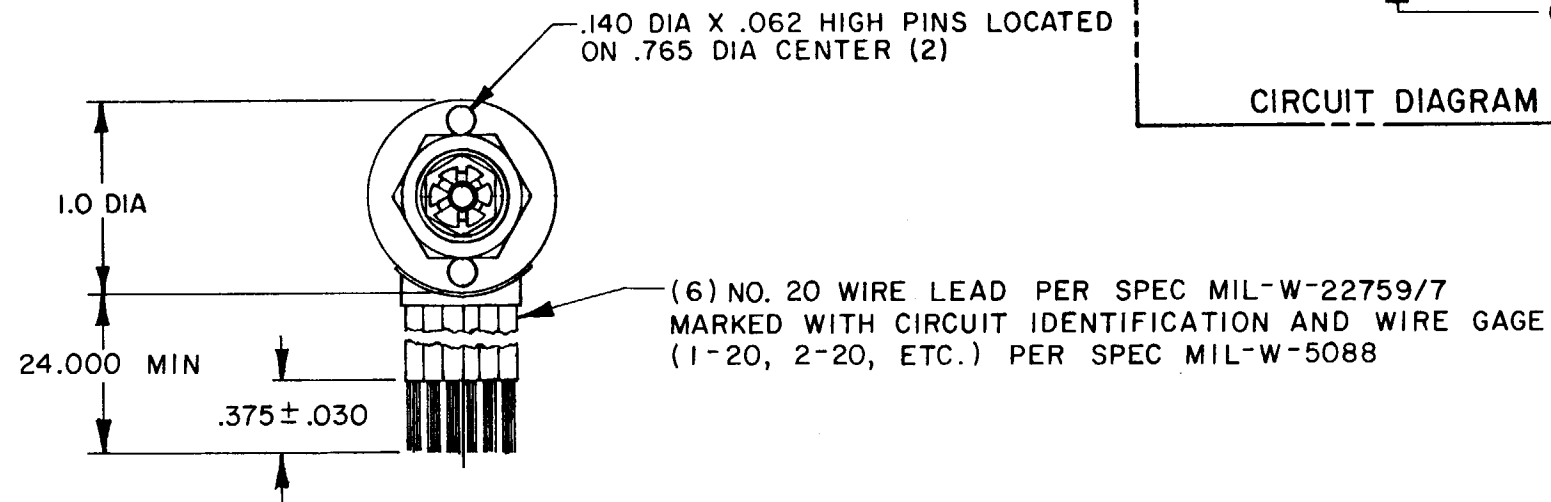 .140 DIA X .062 HIGH PINS LOCATED
ON .765 DIA CENTER (2)
CIRCUIT DIAGRAM
1.0 DIA
(6) NO. 20 WIRE LEAD PER SPEC MIL-W-22759/7
MARKED WITH CIRCUIT IDENTIFICATION AND WIRE GAGE
(1-20, 2-20, ETC.) PER SPEC MIL-W-5088
24.000 MIN
.375±.030